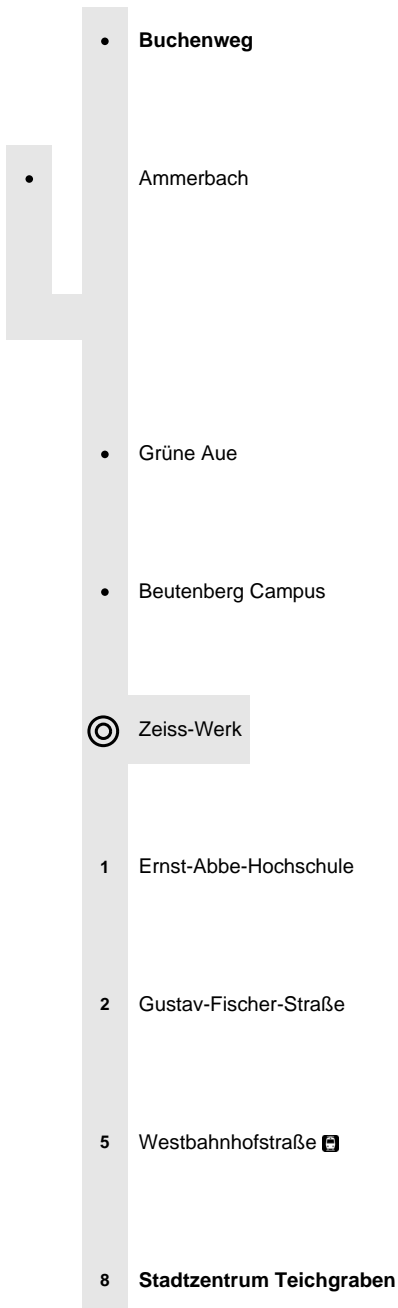 Buchenweg
Ammerbach
Grüne Aue
Beutenberg Campus
Zeiss-Werk
1 Ernst-Abbe-Hochschule
2 Gustav-Fischer-Straße
5 Westbahnhofstraße
8 Stadtzentrum Teichgraben